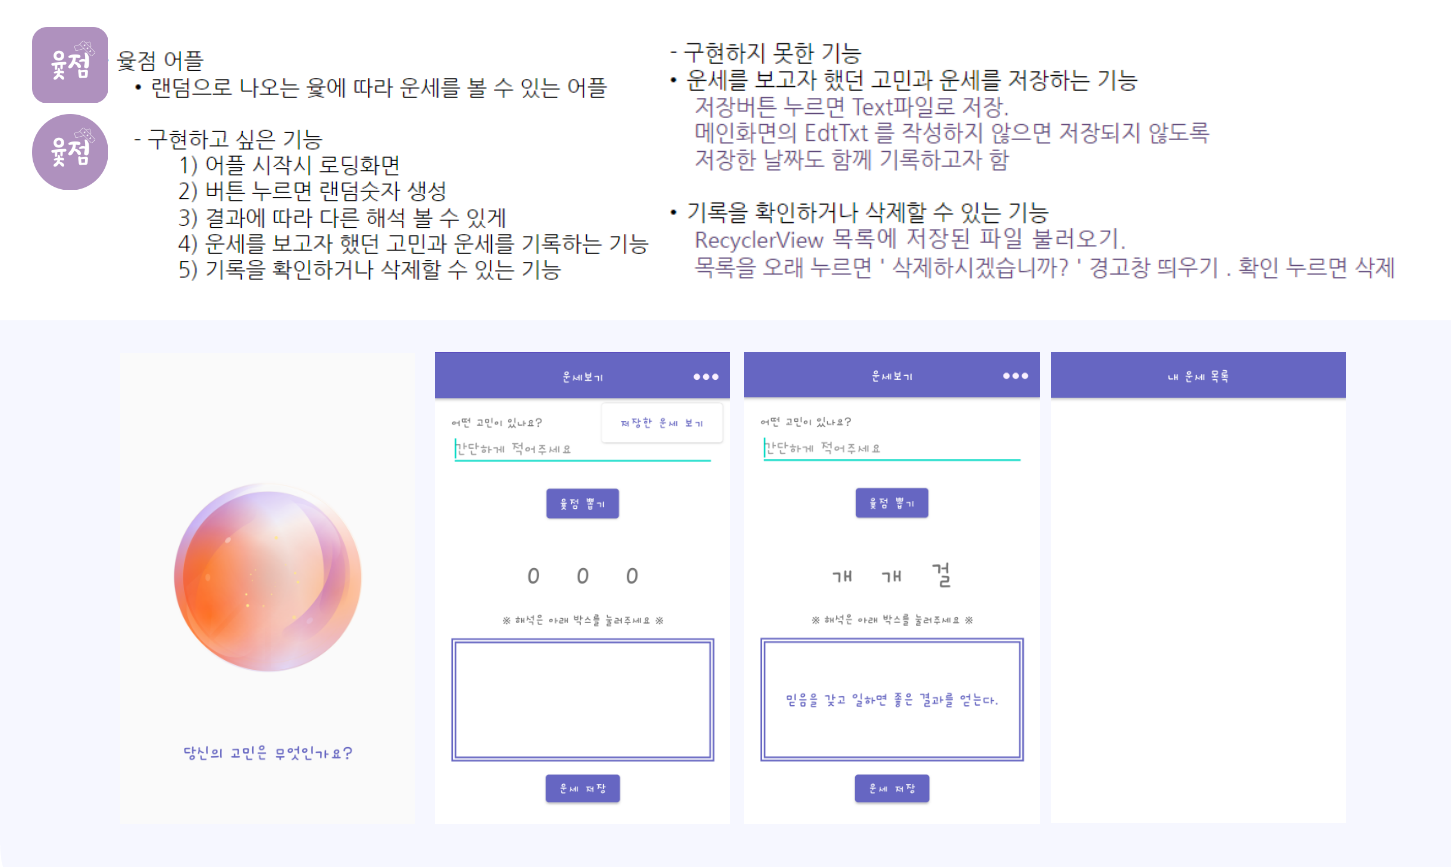 윷점
윷점 어플
• 랜덤으로 나오는 윷에 따라 운세를 볼 수 있는 어플
윷점
- 구현하고 싶은 기능
1) 어플 시작시 로딩화면
2) 버튼 누르면 랜덤숫자 생성
3) 결과에 따라 다른 해석 볼 수 있게
4) 운세를 보고자 했던 고민과 운세를 기록하는 기능
5) 기록을 확인하거나 삭제할 수 있는 기능
- 구현하지 못한 기능
• 운세를 보고자 했던 고민과 운세를 저장하는 기능
저장버튼 누르면 Text파일로 저장.
메인화면의 EdtTxt 를 작성하지 않으면 저장되지 않도록
저장한 날짜도 함께 기록하고자 함
• 기록을 확인하거나 삭제할 수 있는 기능
RecyclerView 목록에 저장된 파일 불러오기.
목록을 오래 누르면 ' 삭제하시겠습니까? ' 경고창 띄우기 . 확인 누르면 삭제
당신의 고민은 무엇인가요?
운세보기
어떤 고민이 있나요?
저장한 운세 보기
간단하게 적어주세요
윷점 뽑기
0 0 0
※ 해석은 아래 박스를 눌러주세요 ※
운세 저장
운세보기
어떤 고민이 있나요?
간단하게 적어주세요
윷점 뽑기
개 개 걸
※ 해석은 아래 박스를 눌러주세요 ※
믿음을 갖고 일하면 좋은 결과를 얻는다.
운세 저장
내 운세 목록